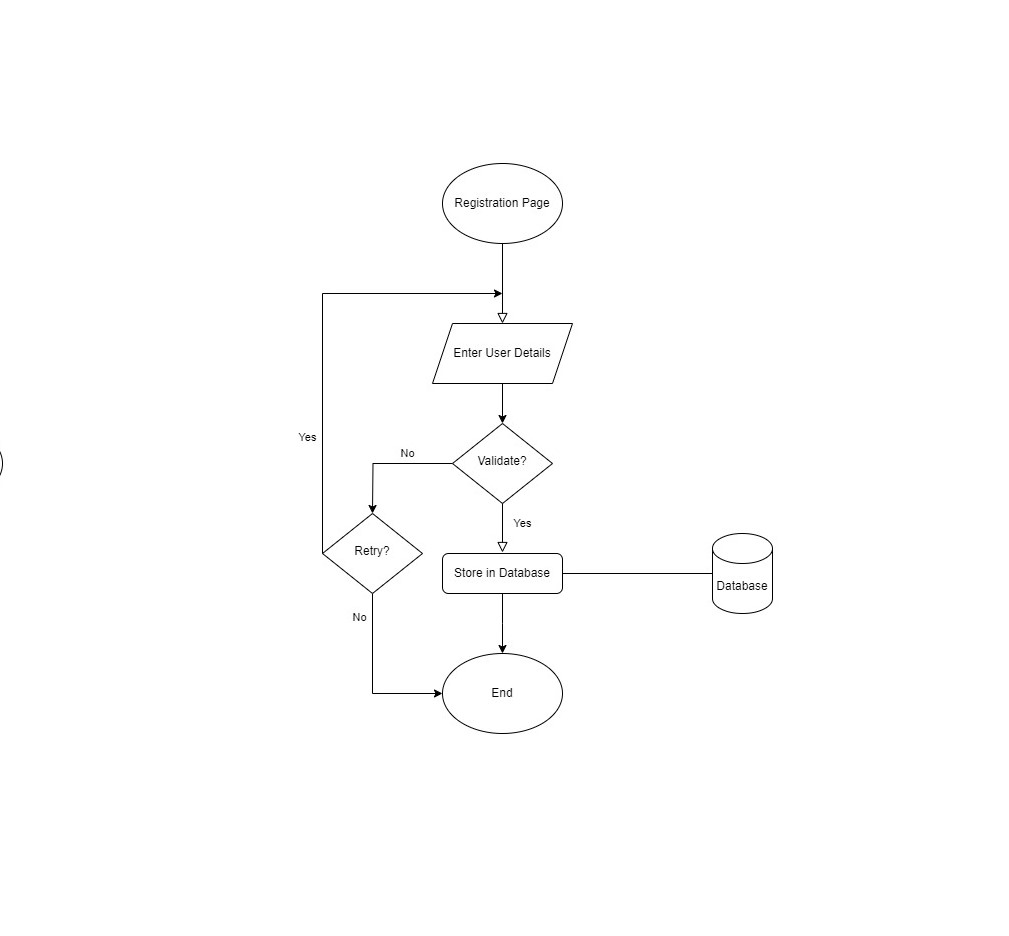 Registration Page
Enter User Details
Yes
No
Validate?
Yes
Retry?
Store in Database
Database
No
End